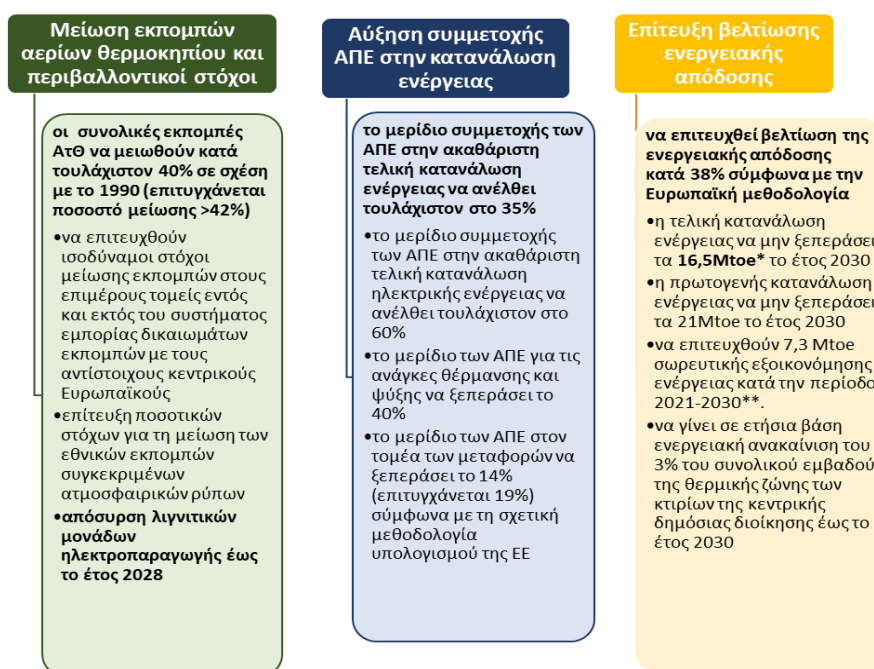 Μείωση εκπομπών
αερίων θερμοκηπίου και
περιβαλλοντικοί στόχοι
οι συνολικές εκπομπές
ΑτΘ να μειωθούν κατά
τουλάχιστον 40% σε σχέση
με το 1990 (επιτυγχάνεται
ποσοστό μείωσης >42%)
•να επιτευχθούν
ισοδύναμοι στόχοι
μείωσης εκπομπών στους
επιμέρους τομείς εντός
και εκτός του συστήματος
εμπορίας δικαιωμάτων
εκπομπών με τους
αντίστοιχους κεντρικούς
Ευρωπαϊκούς
•επίτευξη ποσοτικών
στόχων για τη μείωση των
εθνικών εκπομπών
συγκεκριμένων
ατμοσφαιρικών ρύπων
•απόσυρση λιγνιτικών
μονάδων
ηλεκτροπαραγωγής έως
το έτος 2028
Αύξηση συμμετοχής
ΑΠΕ στην κατανάλωση
ενέργειας
το μερίδιο συμμετοχής των
ΑΠΕ στην ακαθάριστη
τελική κατανάλωση
ενέργειας να ανέλθει
τουλάχιστον στο 35%
•το μερίδιο συμμετοχής
των ΑΠΕ στην ακαθάριστη
τελική κατανάλωση
ηλεκτρικής ενέργειας να
ανέλθει τουλάχιστον στο
60%
•το μερίδιο των ΑΠΕ για τις
ανάγκες θέρμανσης και
ψύξης να ξεπεράσει το
40%
•το μερίδιο των ΑΠΕ στον
τομέα των μεταφορών να
ξεπεράσει το 14%
(επιτυγχάνεται 19%)
σύμφωνα με τη σχετική
μεθοδολογία
υπολογισμού της ΕΕ
Επίτευξη βελτίωσης
ενεργειακής
απόδοσης
να επιτευχθεί βελτίωση της
ενεργειακής απόδοσης
κατά 38% σύμφωνα με την
Ευρωπαϊκή μεθοδολογία
•η τελική κατανάλωση
ενέργειας να μην ξεπεράσει
τα 16,5Mtoe* το έτος 2030
•η πρωτογενής κατανάλωση
ενέργειας να μην ξεπεράσει
τα 21Mtoe το έτος 2030
•να επιτευχθούν 7,3 Mtoe
σωρευτικής εξοικονόμησης
ενέργειας κατά την περίοδο
2021-2030**.
•να γίνει σε ετήσια βάση
ενεργειακή ανακαίνιση του
3% του συνολικού εμβαδού
της θερμικής ζώνης των
κτιρίων της κεντρικής
δημόσιας διοίκησης έως το
έτος 2030